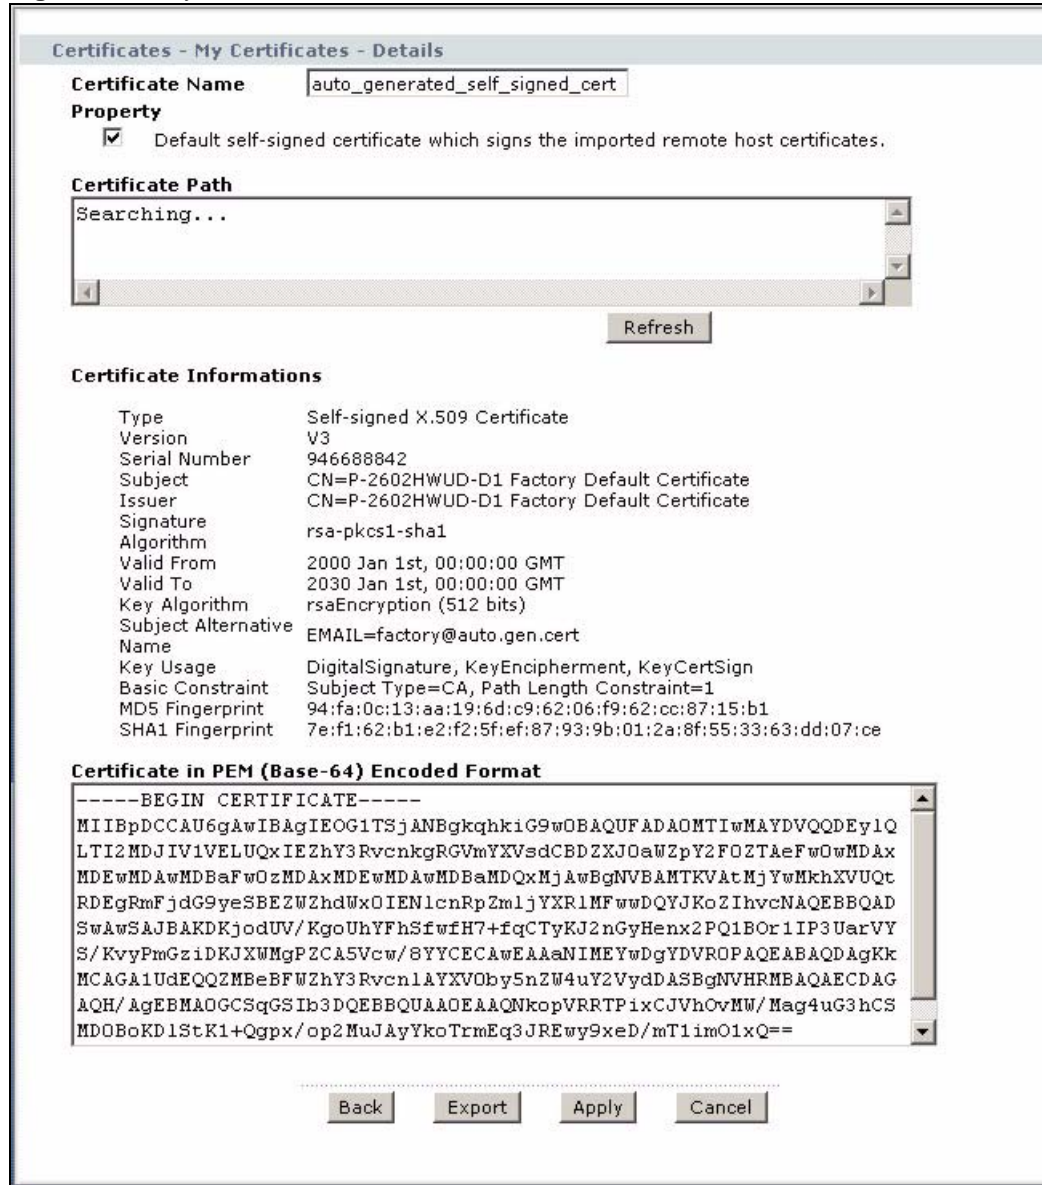 Certificates - My Certificates - Details
Certificate Name auto_generated_self_signed_cert
Property
Default self-signed certificate which signs the imported remote host certificates.
Certificate Path
Searching...
Refresh
Certificate Informations
Type Self-signed X.509 Certificate
Version V3
Serial Number 946688842
Subject CN=P-2602HWUD-D1 Factory Default Certificate
Issuer CN=P-2602HWUD-D1 Factory Default Certificate
Signature Algorithm rsa-pkcs1-sha1
Valid From 2000 Jan 1st, 00:00:00 GMT
Valid To 2030 Jan 1st, 00:00:00 GMT
Key Algorithm rsaEncryption (512 bits)
Subject Alternative Name EMAIL=factory@auto.gen.cert
Key Usage DigitalSignature, KeyEncipherment, KeyCertSign
Basic Constraint Subject Type=CA, Path Length Constraint=1
MD5 Fingerprint 94:fa:0c:13:aa:19:6d:c9:62:06:f9:62:cc:87:15:b1
SHA1 Fingerprint 7e:f1:62:b1:e2:f2:5f:ef:87:93:9b:01:2a:8f:55:33:63:dd:07:ce
Certificate in PEM (Base-64) Encoded Format
-----BEGIN CERTIFICATE-----
MIIBpDCCAU6gAwIBAgIEOG1TSjANBgkqhkiG9w0BAQUFADA0MTIwMAYDVQQDEylQ
LTI2MDJIV1VELUQxIEZhY3RvcnkgRGVmYXVsdCBDZXJ0aWZpY2F0ZTAeFw0wMDAx
MDEwMDAwMDBaFw0zMDAxMDEwMDAwMDBaMDQxMjAwBgNVBAMTKVAtMjYwMkhXVUQt
RDEgRmFjdG9yeSBEZWZhdWx0IENlcnRpZmljYXRlMFwwDQYJKoZIhvcNAQEBBQAD
SwAwSAJBAKDKjodUV/KgoUhYFhSfwfH7+fqCTyKJ2nGyHenx2PQ1BOr1IP3UarVY
S/KvyPmGziDKJXWMgPZCA5Vcw/8YYCECAwEAAaNIMEYwDgYDVR0PAQEABAQDAgKk
MCAGA1UdEQQZMBeBFWZhY3RvcnlAYXV0by5nZW4uY2VydDASBgNVHRMBAQAECDAG
AQH/AgEBMA0GCSqGSIb3DQEBBQUAA0EAAQNkopVRRTPixCJVhOvMW/Mag4uG3hCS
MDOBoKDlStK1+Qgpx/op2MuJAyYkoTrmEq3JREwy9xeD/mT1imO1xQ==
Back Export Apply Cancel